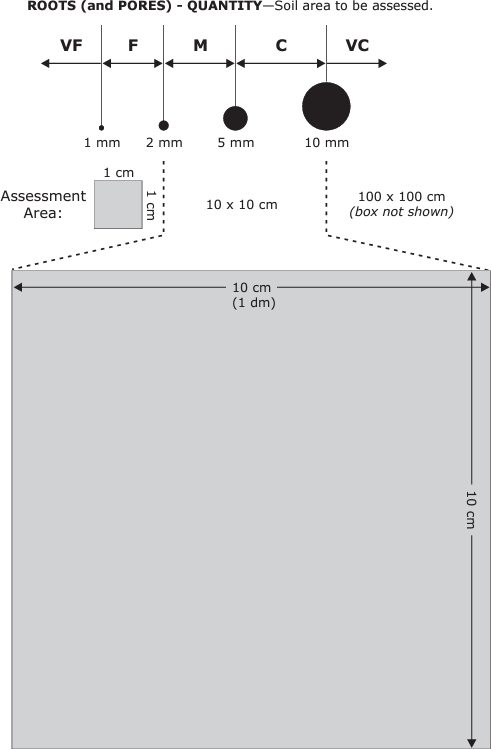 ROOTS (and PORES) - QUANTITY—Soil area to be assessed.
VF F M C VC
1 mm 2 mm 5 mm 10 mm
1 cm
Assessment
Area:
1 cm
10 x 10 cm
100 x 100 cm
(box not shown)
10 cm
(1 dm)
10 cm